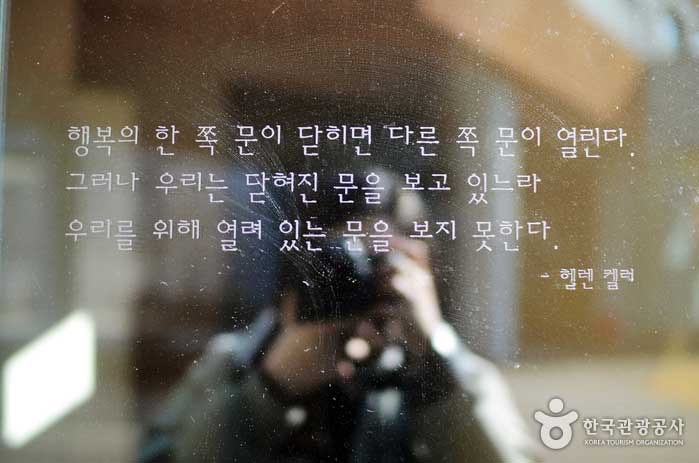 행복의 한 쪽 문이 닫히면 다른 쪽 문이 열린다.
그러나 우리는 닫혀진 문을 보고 있느라
우리를 위해 열려 있는 문을 보지 못한다.
- 헬렌 켈러
한국관광공사
KOREA TOURISM ORGANIZATION